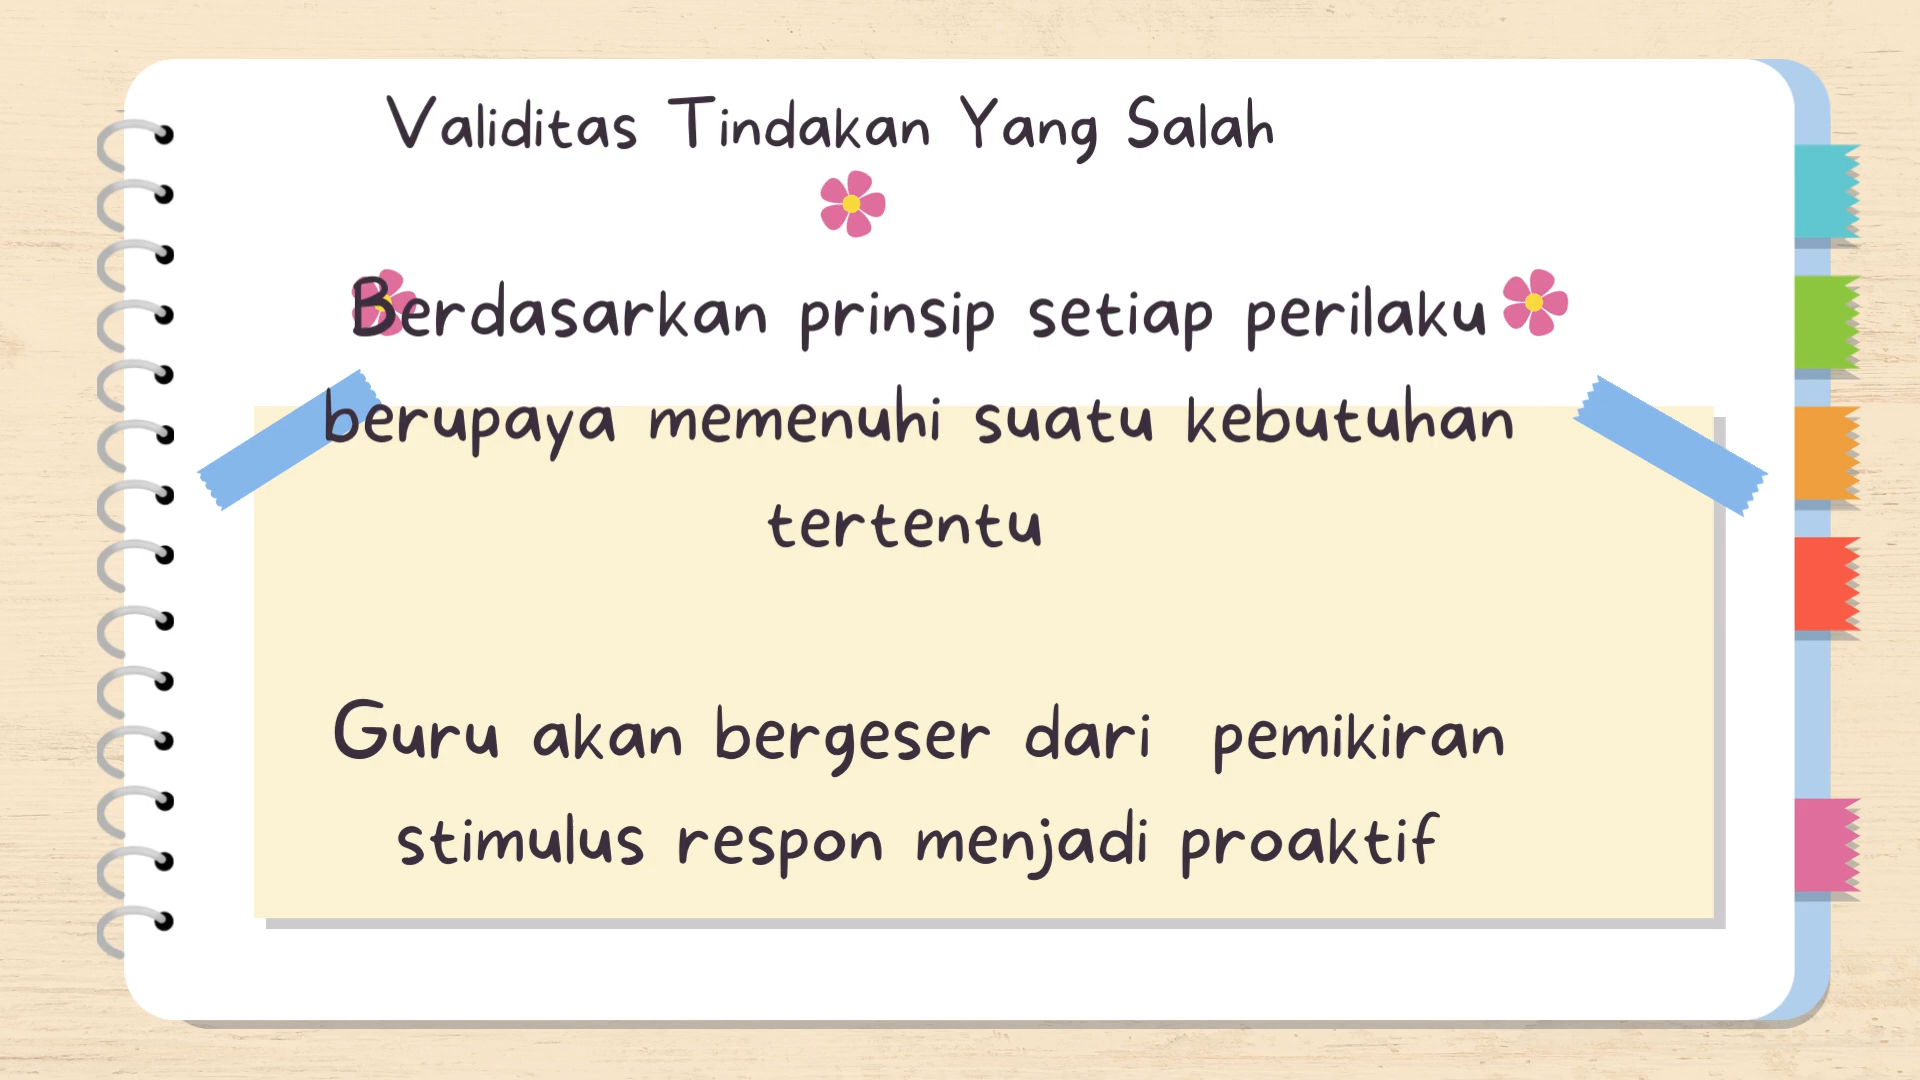 Validitas Tindakan Yang Salah
Berdasarkan prinsip setiap perilaku
berupaya memenuhi suatu kebutuhan
tertentu
Guru akan bergeser dari pemikiran
stimulus respon menjadi proaktif